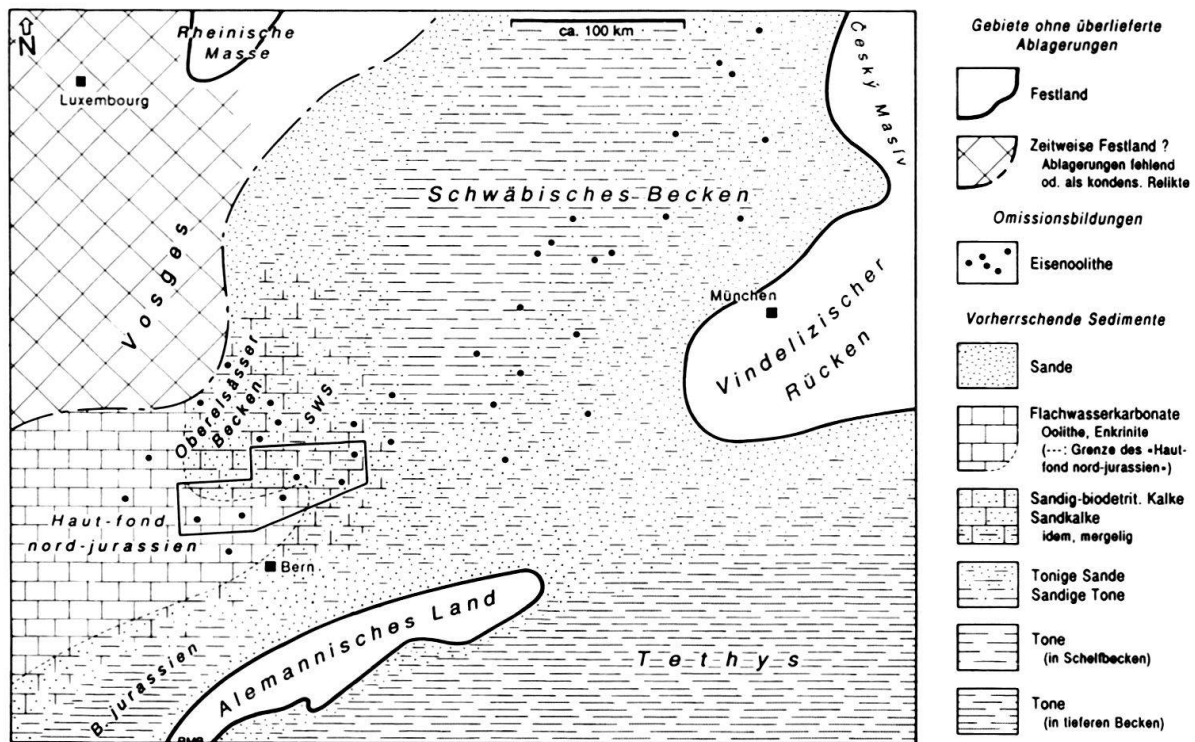 N
Rheinische
Masse
Luxembourg
ca. 100 km
Český Masív
Schwäbisches Becken
Vosges
München
Vindelizischer
Rücken
Oberelsässer
Becken
SWS
Haut-fond
nord-jurassien
Bern
Alemannisches Land
Tethys
B. jurassien
Gebiete ohne überlieferte
Ablagerungen
Festland
Zeitweise Festland ?
Ablagerungen fehlend
od. als kondens. Relikte
Omissionsbildungen
Eisenoolithe
Vorherrschende Sedimente
Sande
Flachwasserkarbonate
Oolithe, Enkrinite
(---: Grenze des «Haut-
fond nord-jurassien»)
Sandig-biodetrit. Kalke
Sandkalke
idem, mergelig
Tonige Sande
Sandige Tone
Tone
(in Schelfbecken)
Tone
(in tieferen Becken)